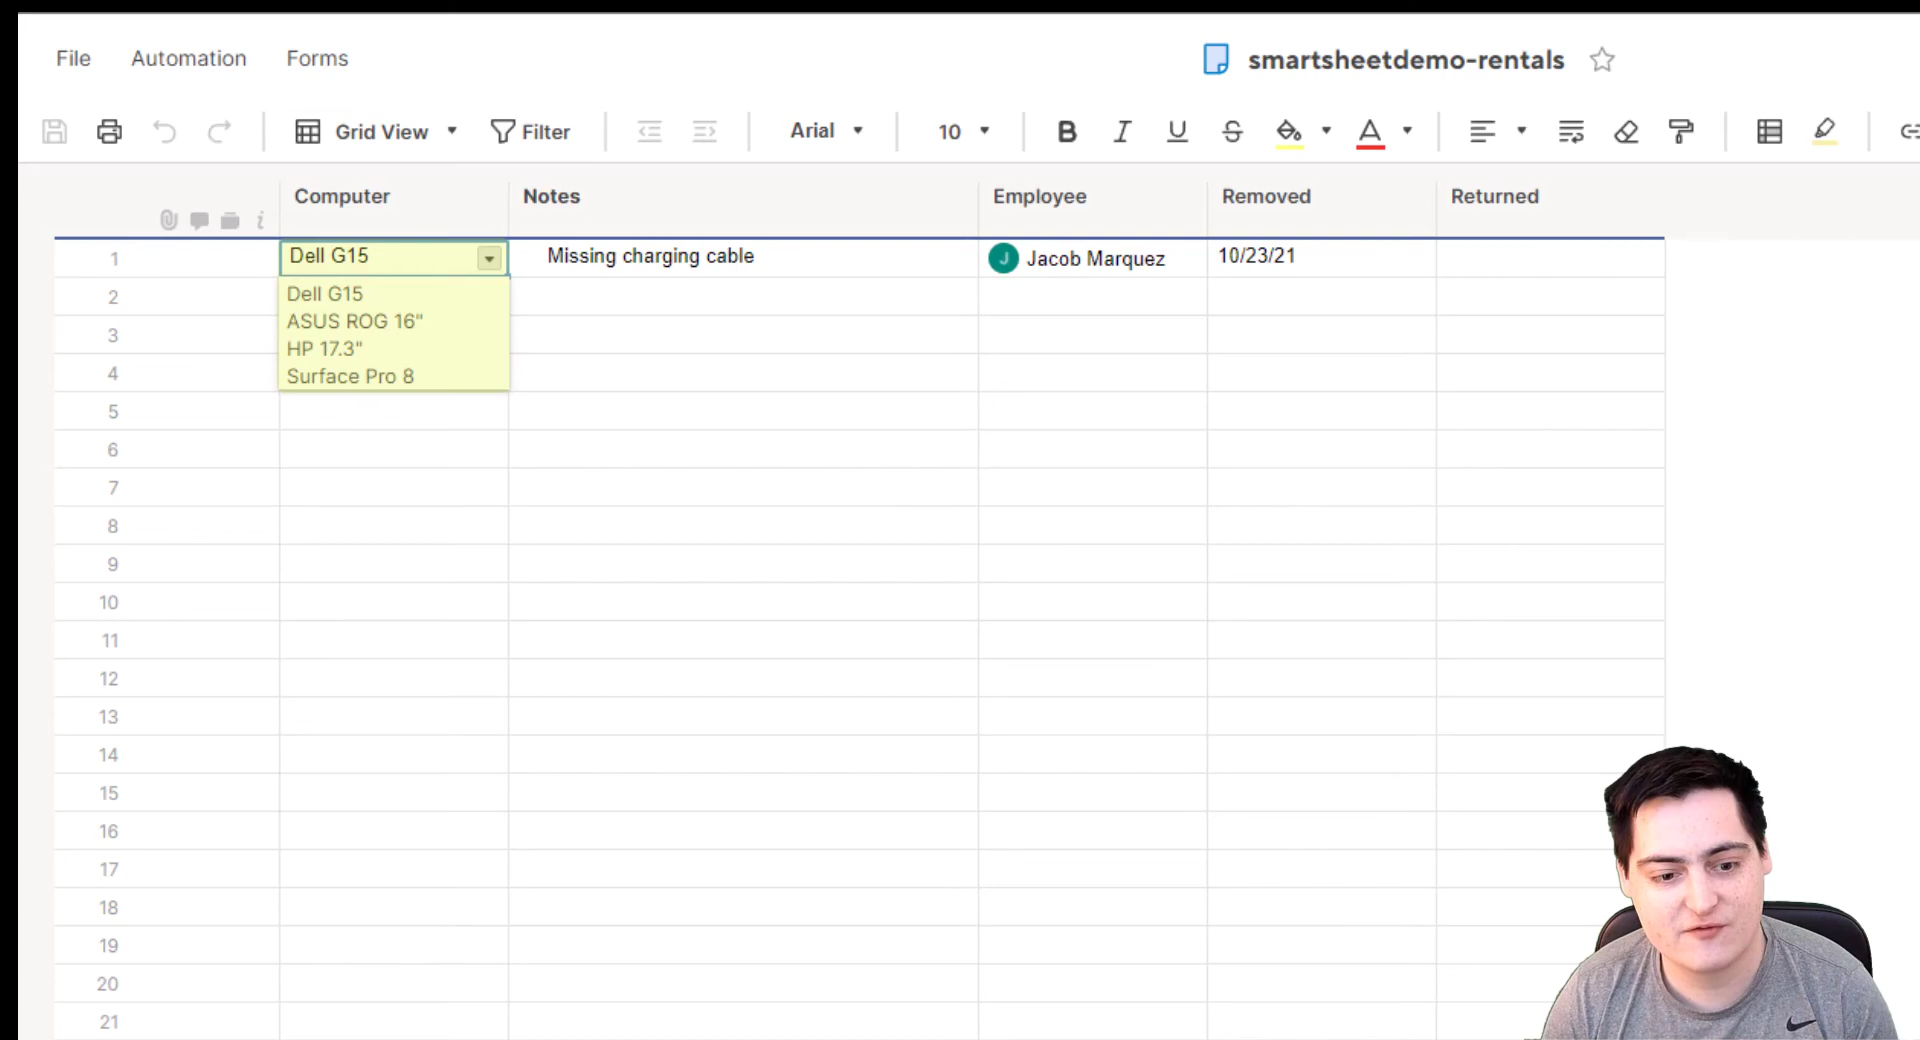 File Automation Forms smartsheetdemo-rentals
Grid View Filter Arial 10 B I U S A
Computer Notes Employee Removed Returned
i
1 Dell G15 Missing charging cable J Jacob Marquez 10/23/21
2 Dell G15
ASUS ROG 16"
3 HP 17.3"
4 Surface Pro 8
5
6
7
8
9
10
11
12
13
14
15
16
17
18
19
20
21